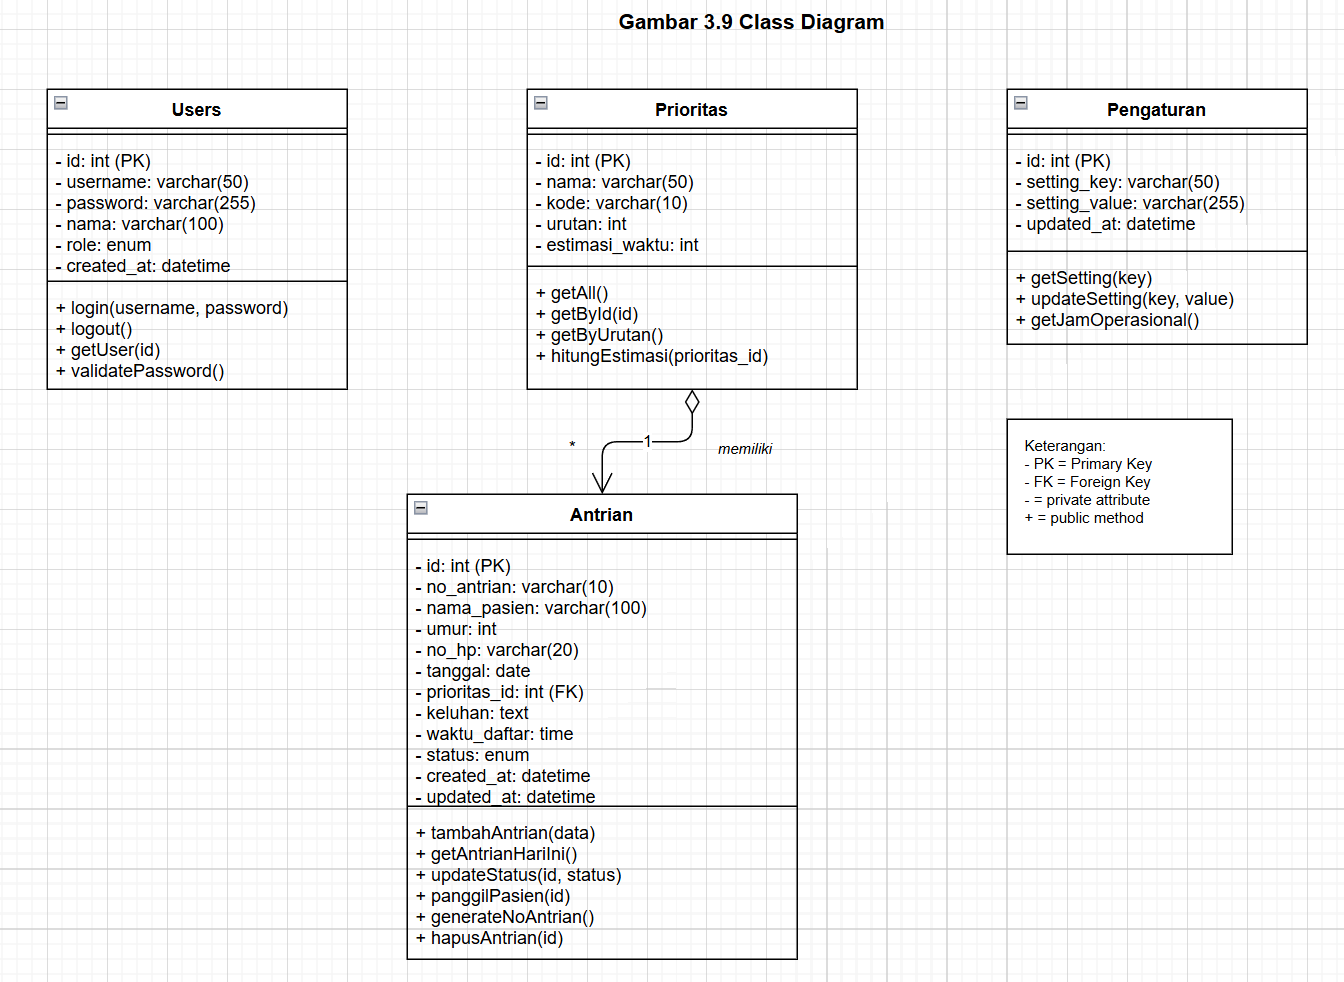 Gambar 3.9 Class Diagram
Users
- id: int (PK)
- username: varchar(50)
- password: varchar(255)
- nama: varchar(100)
- role: enum
- created_at: datetime
+ login(username, password)
+ logout()
+ getUser(id)
+ validatePassword()
Prioritas
- id: int (PK)
- nama: varchar(50)
- kode: varchar(10)
- urutan: int
- estimasi_waktu: int
+ getAll()
+ getById(id)
+ getByUrutan()
+ hitungEstimasi(prioritas_id)
Pengaturan
- id: int (PK)
- setting_key: varchar(50)
- setting_value: varchar(255)
- updated_at: datetime
+ getSetting(key)
+ updateSetting(key, value)
+ getJamOperasional()
*
1
memiliki
Keterangan:
- PK = Primary Key
- FK = Foreign Key
- = private attribute
+ = public method
Antrian
- id: int (PK)
- no_antrian: varchar(10)
- nama_pasien: varchar(100)
- umur: int
- no_hp: varchar(20)
- tanggal: date
- prioritas_id: int (FK)
- keluhan: text
- waktu_daftar: time
- status: enum
- created_at: datetime
- updated_at: datetime
+ tambahAntrian(data)
+ getAntrianHariIni()
+ updateStatus(id, status)
+ panggilPasien(id)
+ generateNoAntrian()
+ hapusAntrian(id)